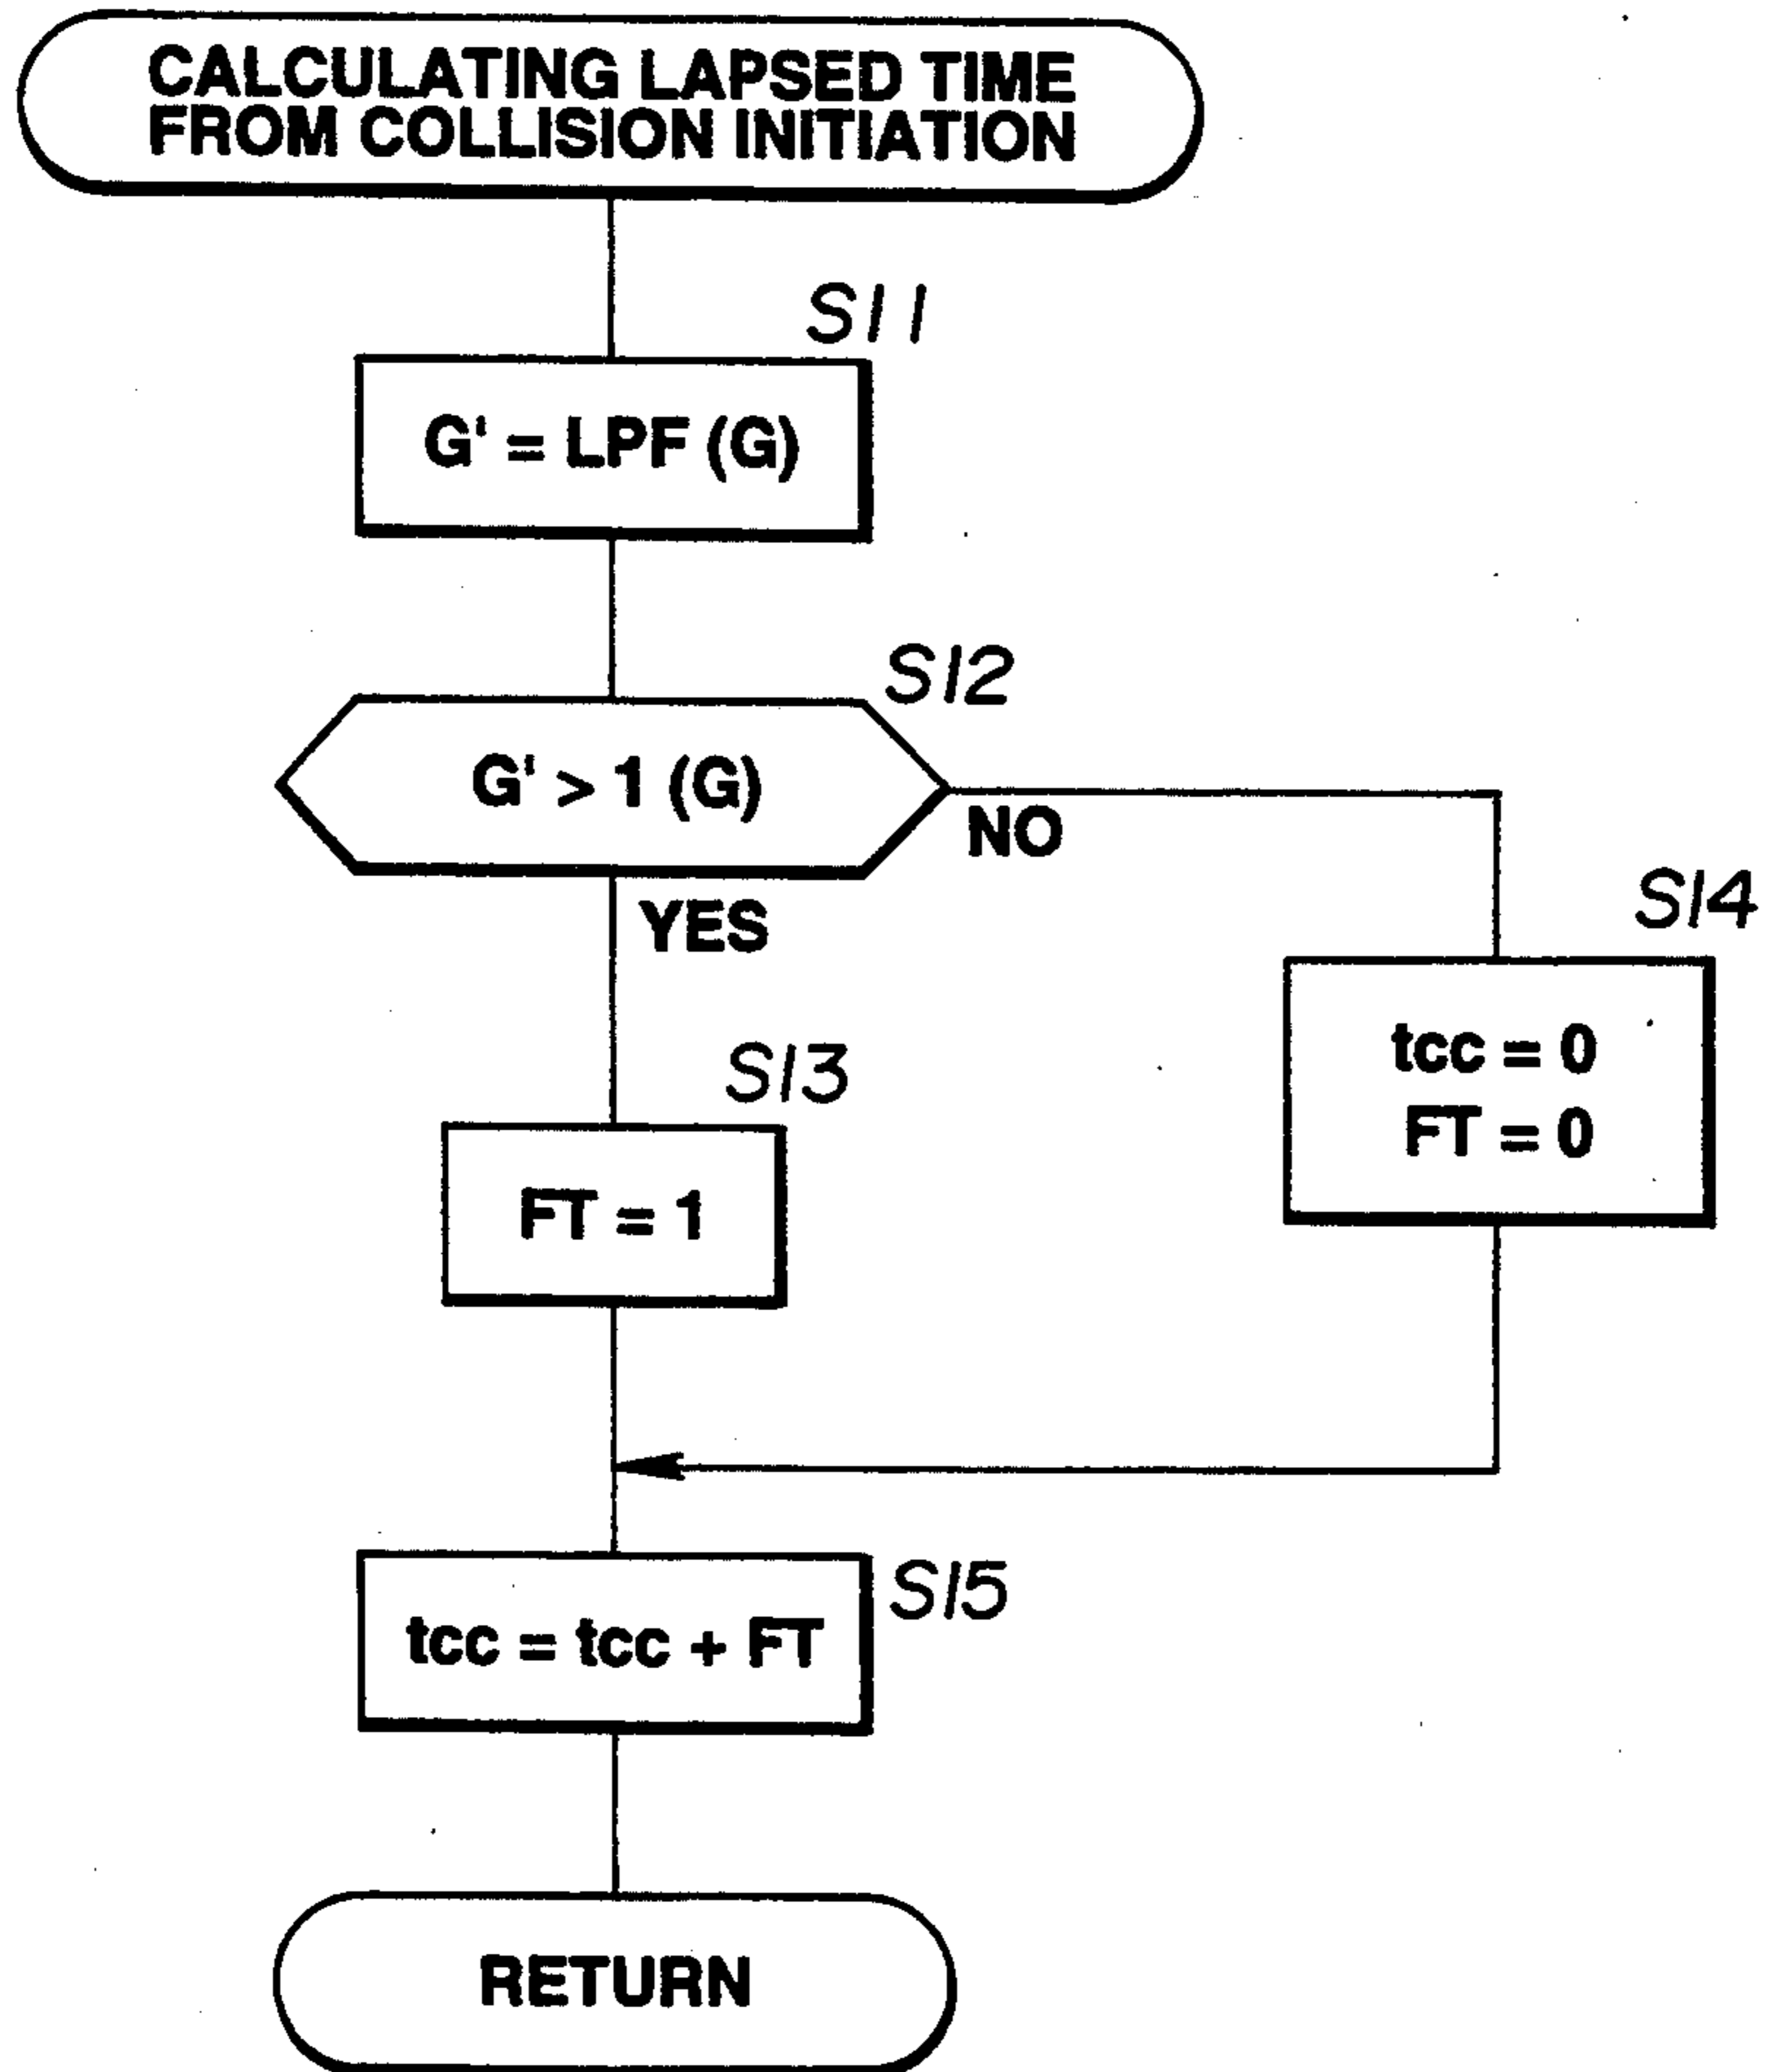 CALCULATING LAPSED TIME
FROM COLLISION INITIATION
S11
G' = LPF (G)
S12
G' > 1 (G)
NO
YES
S14
tcc = 0
FT = 0
S13
FT = 1
S15
tcc = tcc + FT
RETURN